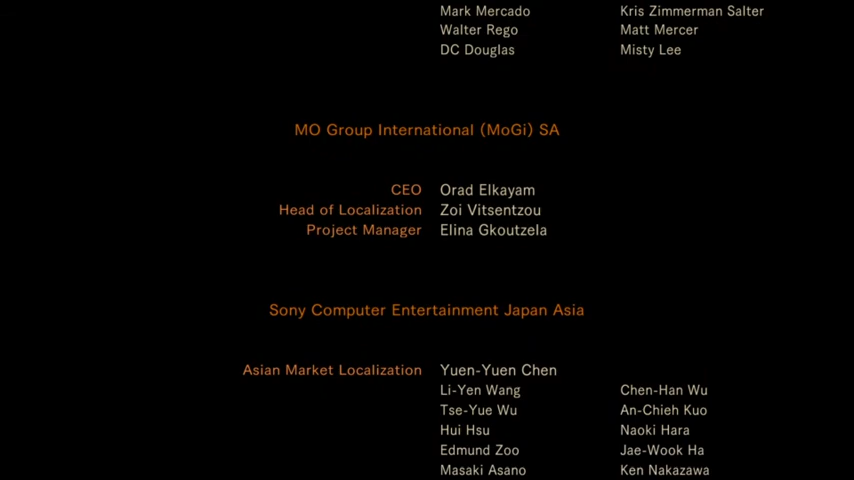 Mark Mercado Kris Zimmerman Salter
Walter Rego Matt Mercer
DC Douglas Misty Lee
MO Group International (MoGi) SA
CEO Orad Elkayam
Head of Localization Zoi Vitsentzou
Project Manager Elina Gkoutzela
Sony Computer Entertainment Japan Asia
Asian Market Localization Yuen-Yuen Chen
Li-Yen Wang Chen-Han Wu
Tse-Yue Wu An-Chieh Kuo
Hui Hsu Naoki Hara
Edmund Zoo Jae-Wook Ha
Masaki Asano Ken Nakazawa